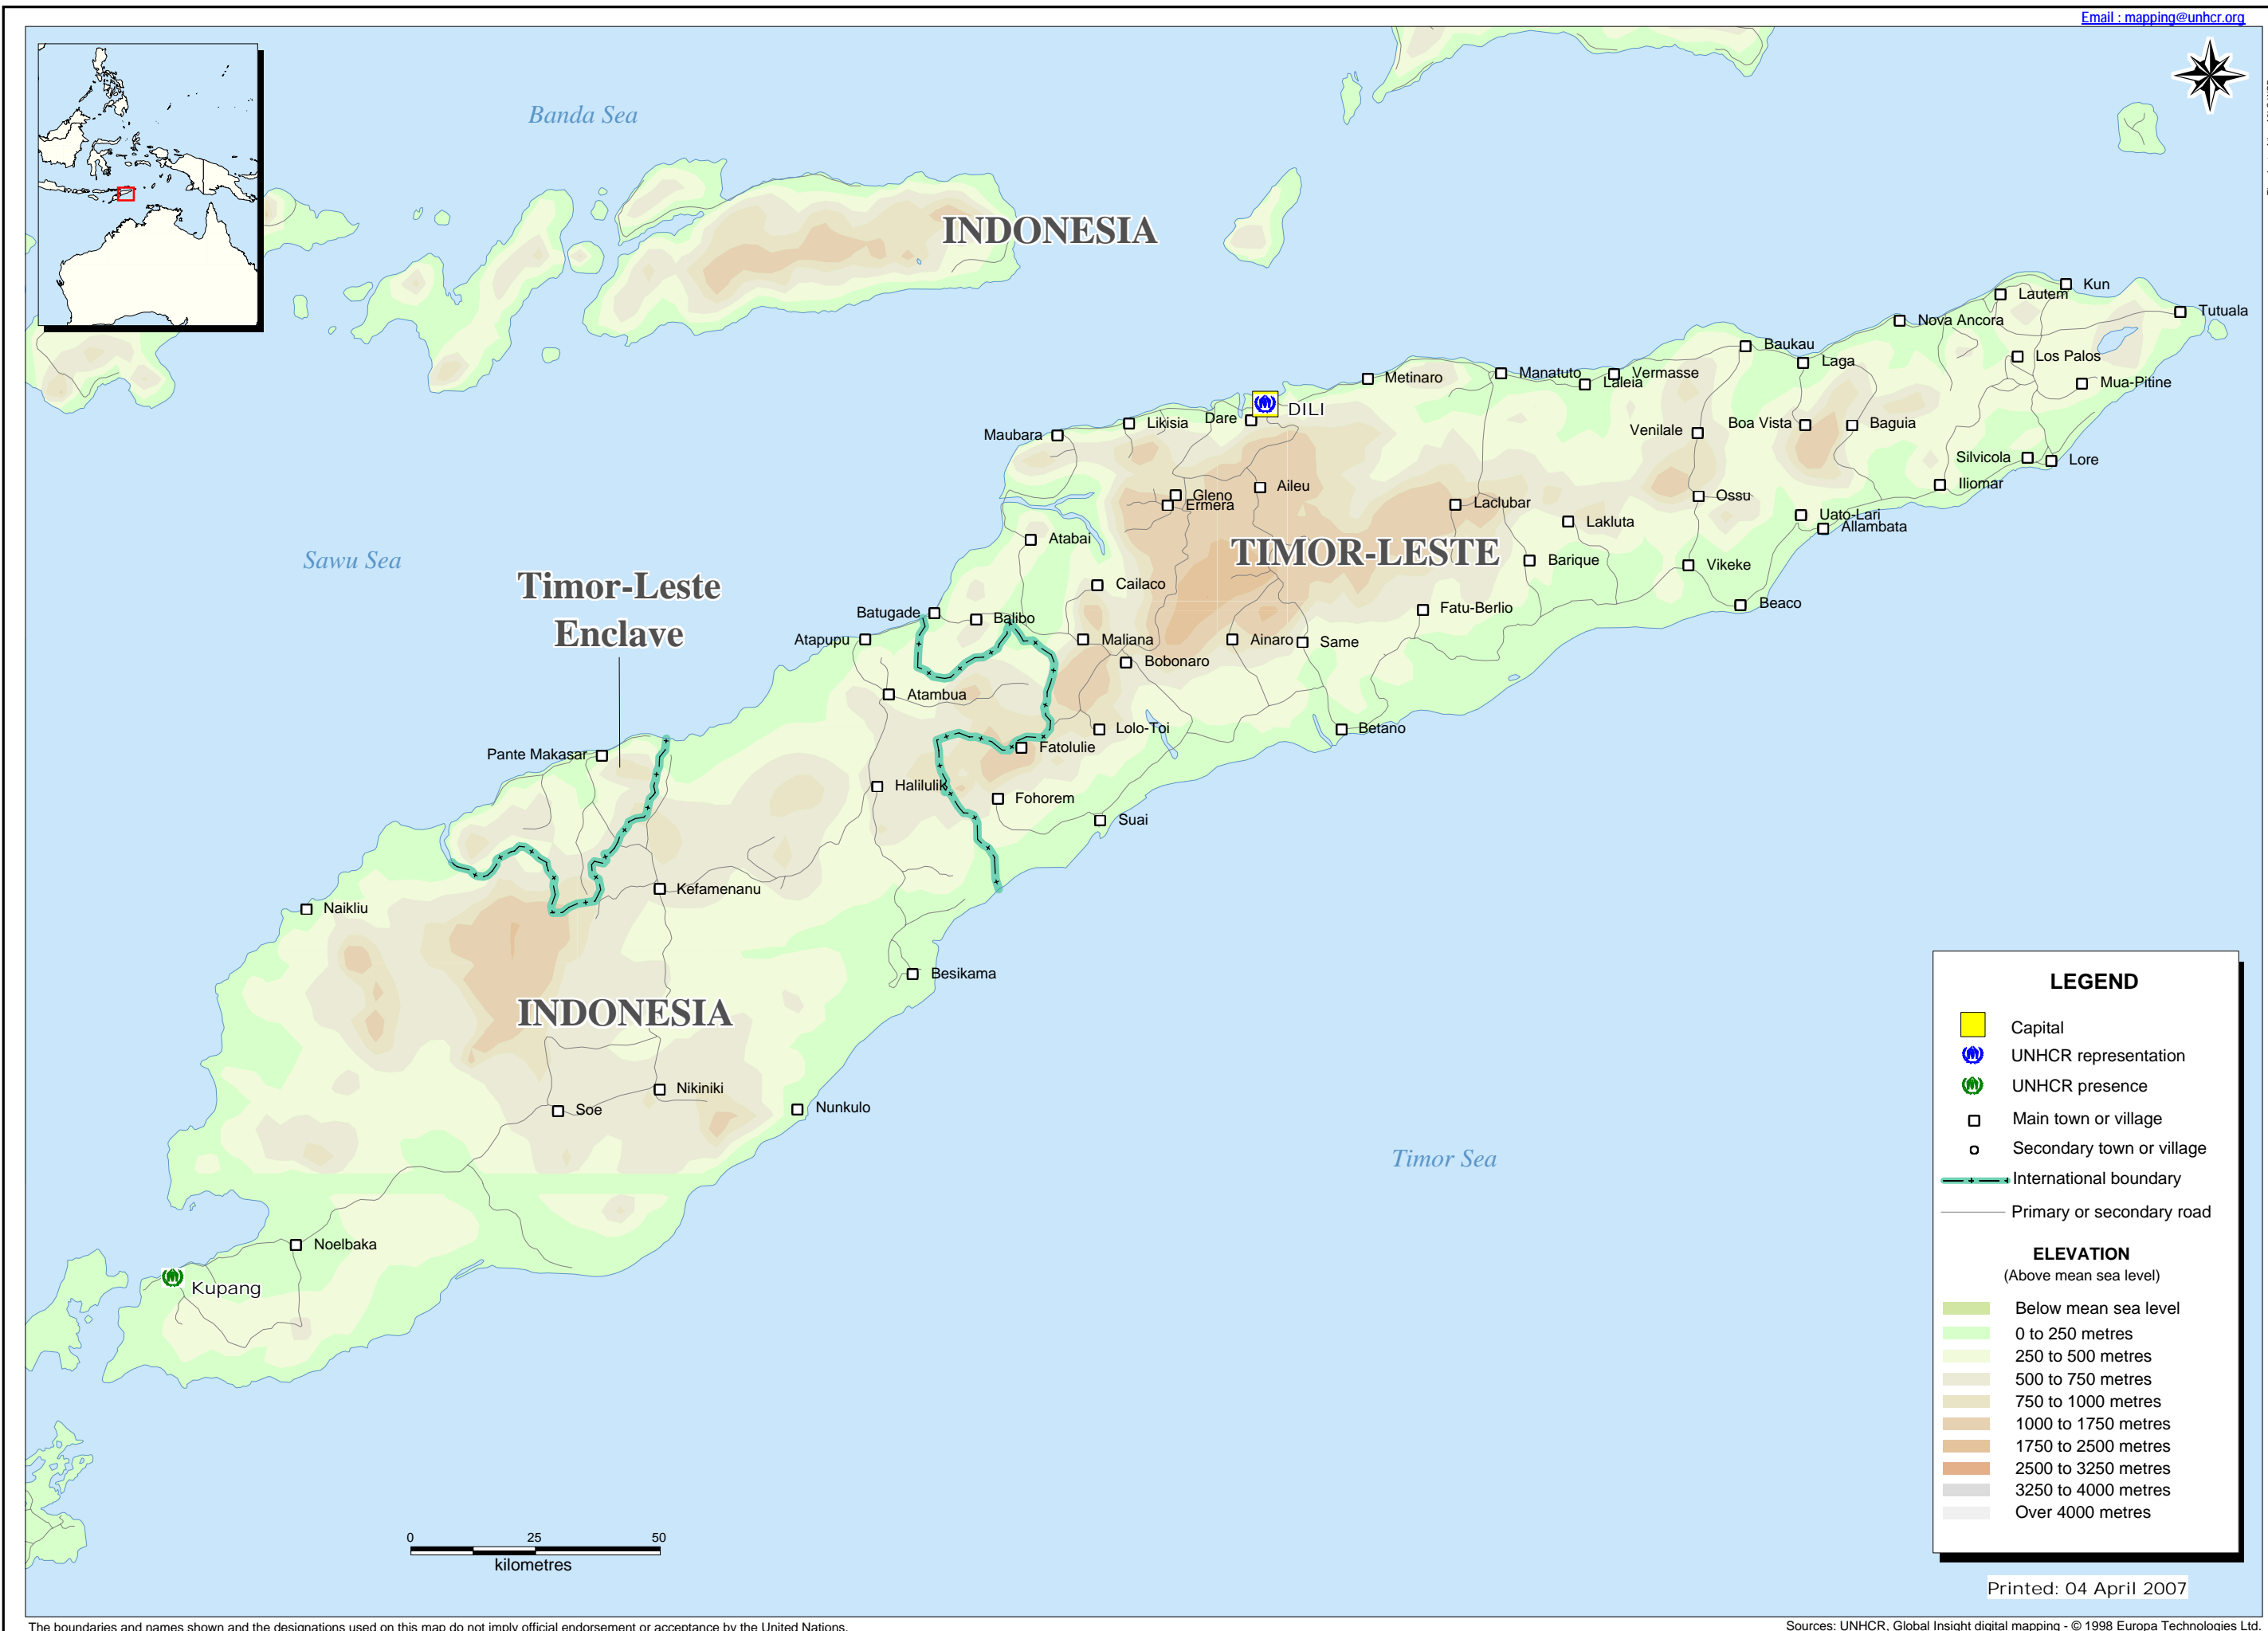 Email : mapping@unhcr.org
Banda Sea
INDONESIA
Kun
Lautem
Tutuala
Nova Ancora
Baukau
Los Palos
Laga
Metinaro
Manatuto
Vermasse
Laleia
Mua-Pitine
DILI
Dare
Likisia
Maubara
Venilale
Boa Vista
Baguia
Silvicola
Lore
Iliomar
Gleno
Ermera
Aileu
Laclubar
Ossu
Lakluta
Uato-Lari
Allambata
Atabai
Sawu Sea
TIMOR-LESTE
Barique
Vikeke
Timor-Leste
Enclave
Cailaco
Beaco
Batugade
Balibo
Fatu-Berlio
Atapupu
Maliana
Ainaro
Same
Bobonaro
Atambua
Lolo-Toi
Betano
Fatolulie
Pante Makasar
Halilulik
Fohorem
Suai
Kefamenanu
Naikliu
Besikama
INDONESIA
Nikiniki
Soe
Nunkulo
Timor Sea
Noelbaka
Kupang
LEGEND
Capital
UNHCR representation
UNHCR presence
Main town or village
Secondary town or village
International boundary
Primary or secondary road
ELEVATION
(Above mean sea level)
Below mean sea level
0 to 250 metres
250 to 500 metres
500 to 750 metres
750 to 1000 metres
1000 to 1750 metres
1750 to 2500 metres
2500 to 3250 metres
3250 to 4000 metres
Over 4000 metres
0 25 50
kilometres
Printed: 04 April 2007
The boundaries and names shown and the designations used on this map do not imply official endorsement or acceptance by the United Nations.
Sources: UNHCR, Global Insight digital mapping - © 1998 Europa Technologies Ltd.